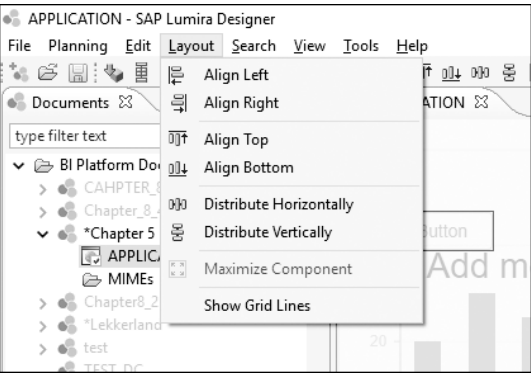 APPLICATION - SAP Lumira Designer
File Planning Edit Layout Search View Tools Help
Align Left
Align Right
Align Top
Align Bottom
Distribute Horizontally
Distribute Vertically
Maximize Component
Show Grid Lines
Documents
ATION
type filter text
BI Platform Do
CAHPTER_8
Chapter_8_
*Chapter 5
APPLICA
MIMEs
Chapter8_2
*Lekkerland
test
TEST_DC
Button
Add m
20